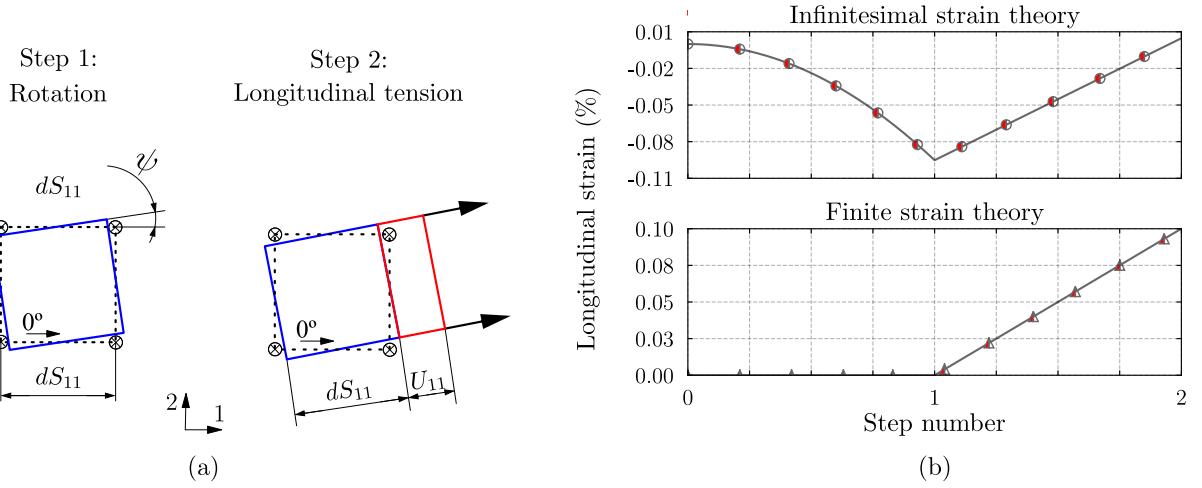 Step 1:
Rotation
Step 2:
Longitudinal tension
ψ
dS₁₁
0º
dS₁₁
2
1
0º
dS₁₁
U₁₁
(a)
Infinitesimal strain theory
0.01
-0.02
-0.05
-0.08
-0.11
Longitudinal strain (%)
Finite strain theory
0.10
0.08
0.05
0.03
0.00
0
1
2
Step number
(b)